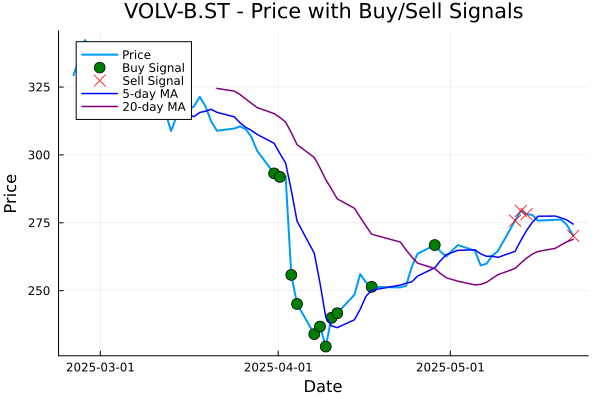 VOLV-B.ST - Price with Buy/Sell Signals
Price
Buy Signal
Sell Signal
5-day MA
20-day MA
325
300
275
250
Price
2025-03-01
2025-04-01
2025-05-01
Date